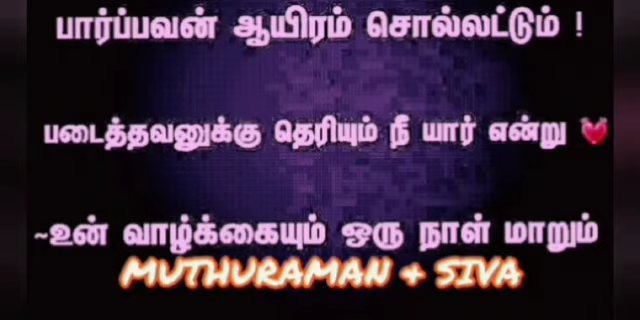 பார்ப்பவன் ஆயிரம் சொல்லட்டும் !
படைத்தவனுக்கு தெரியும் நீ யார் என்று 💓
~உன் வாழ்க்கையும் ஒரு நாள் மாறும்
MUTHURAMAN & SIVA